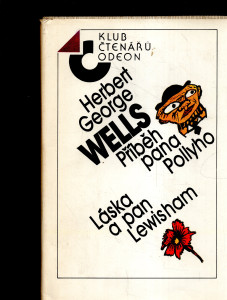 KLUB
ČTENÁŘŮ
ODEON
Herbert
George
WELLS
Příběh
pana
Pollyho
Láska
a pan
Lewisham